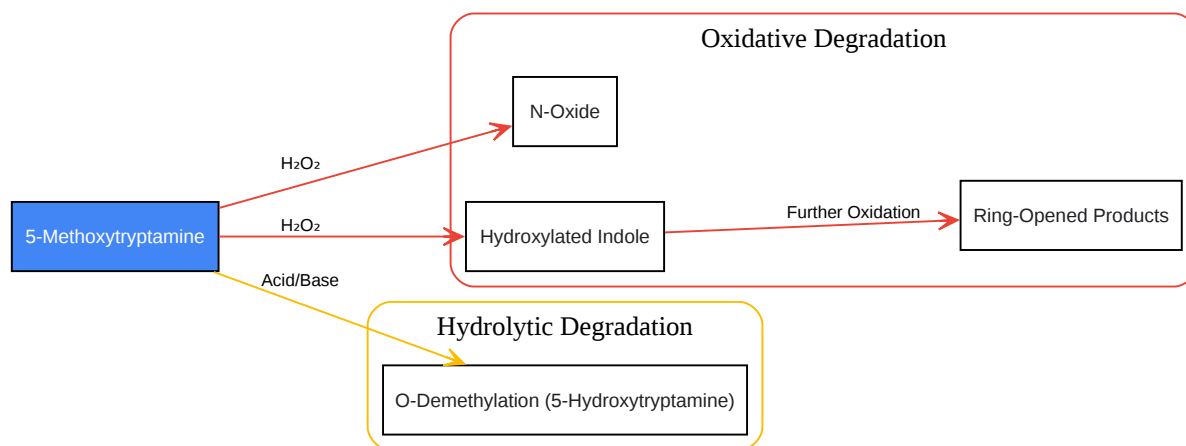 Oxidative Degradation
N-Oxide
H₂O₂
5-Methoxytryptamine
H₂O₂
Hydroxylated Indole
Further Oxidation
Ring-Opened Products
Acid/Base
Hydrolytic Degradation
O-Demethylation (5-Hydroxytryptamine)